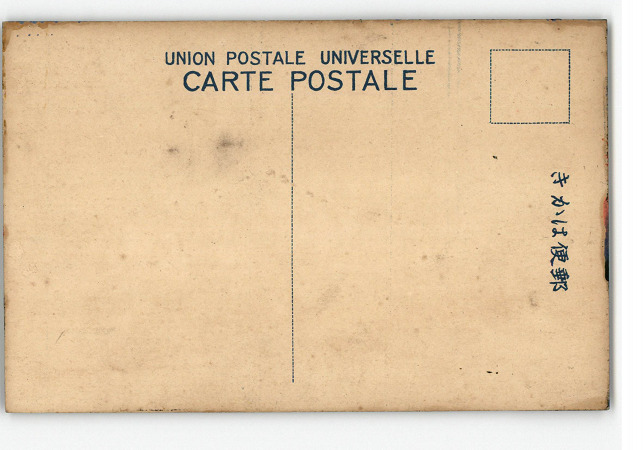 UNION POSTALE UNIVERSELLE
CARTE POSTALE
郵便はかき